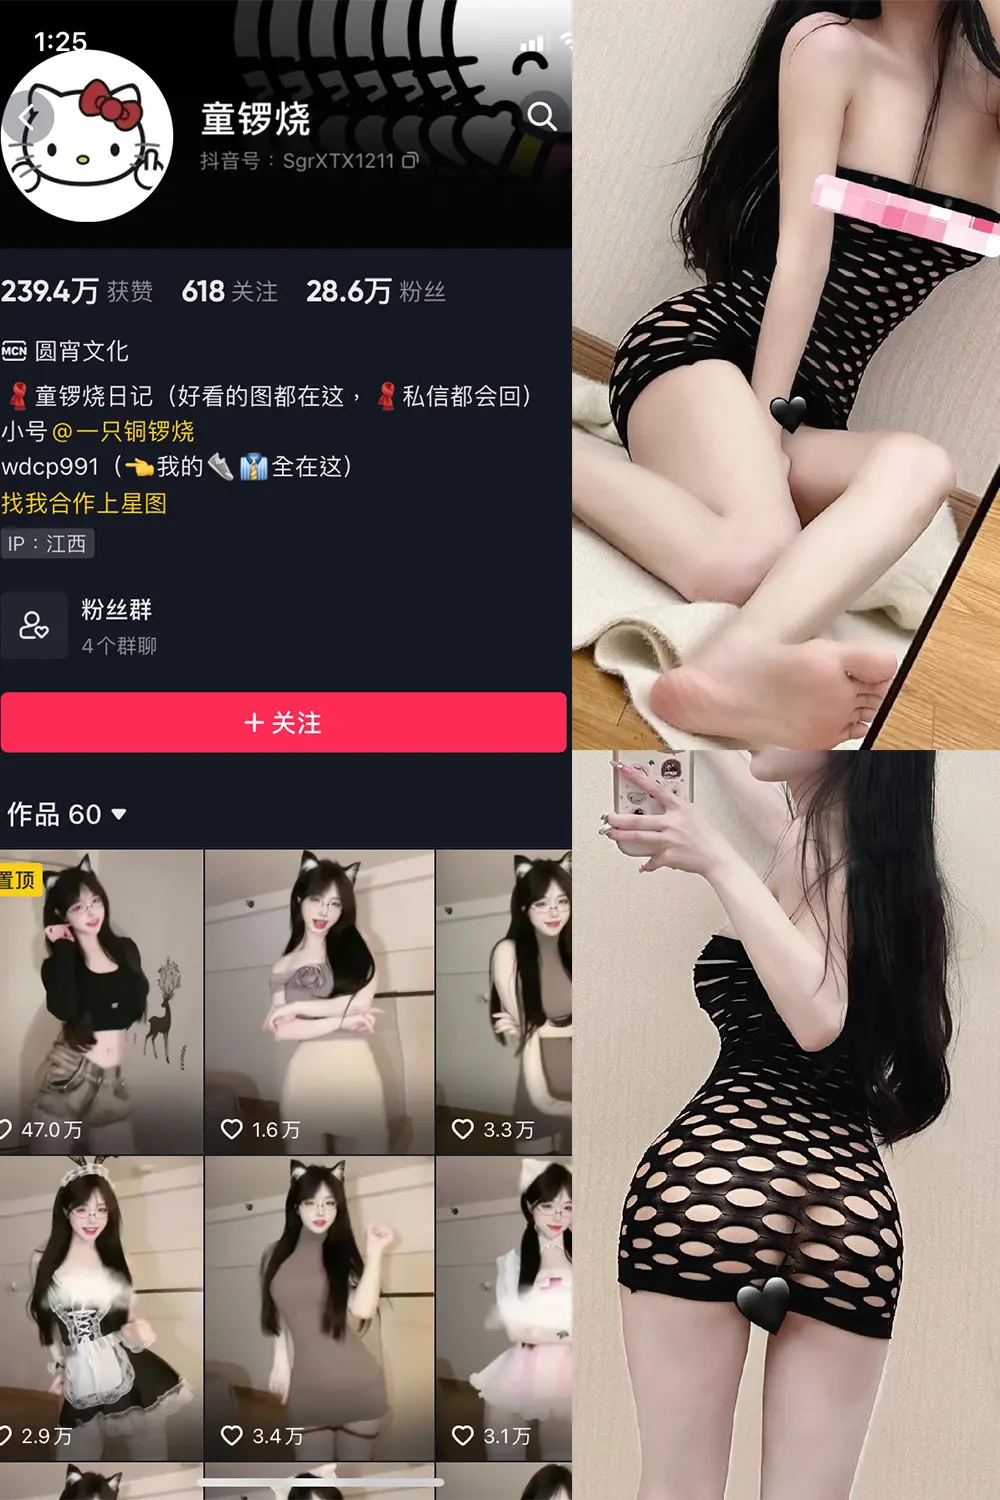 1:25
童锣烧
抖音号：SgrXTX1211
239.4万 获赞 618 关注 28.6万 粉丝
MCN 圆宵文化
童锣烧日记（好看的图都在这，私信都会回）
小号@一只铜锣烧
wdcp991（👈我的👟👔全在这）
找我合作上星图
IP：江西
粉丝群
4个群聊
+ 关注
作品 60
置顶
47.0万
1.6万
3.3万
2.9万
3.4万
3.1万